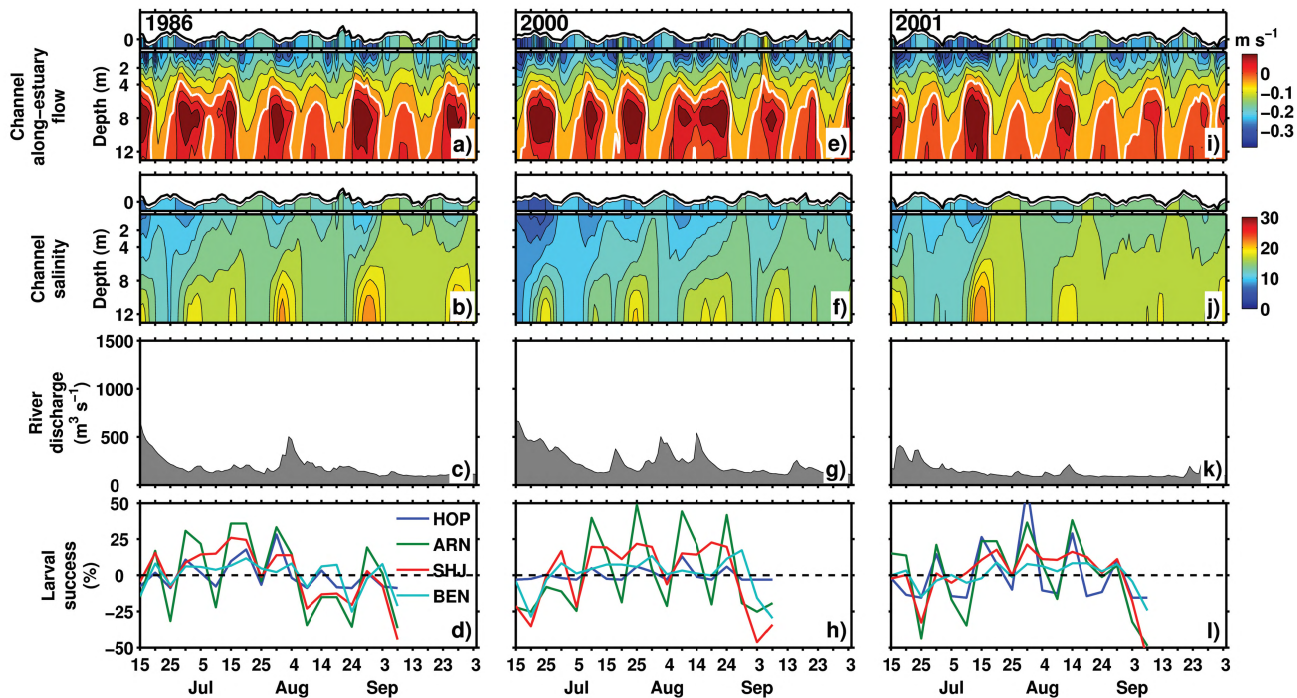 1986
2000
2001
m s⁻¹
Channel
along−estuary
flow
Depth (m)
0
2
4
8
12
a)
e)
i)
0
−0.1
−0.2
−0.3
Channel
salinity
Depth (m)
0
2
4
8
12
b)
f)
j)
30
20
10
0
River
discharge
(m³ s⁻¹)
1500
1000
500
0
c)
g)
k)
Larval
success
(%)
50
25
0
−25
−50
HOP
ARN
SHJ
BEN
d)
h)
l)
15 25 5 15 25 4 14 24 3 13 23 3
Jul Aug Sep
15 25 5 15 25 4 14 24 3 13 23 3
Jul Aug Sep
15 25 5 15 25 4 14 24 3 13 23 3
Jul Aug Sep